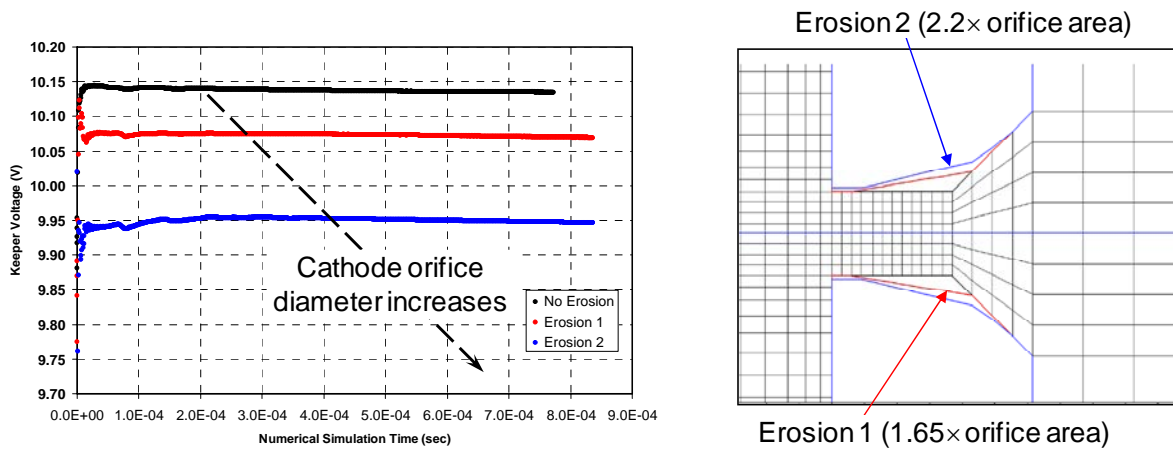 10.20
10.15
10.10
10.05
10.00
9.95
9.90
9.85
9.80
9.75
9.70
Keeper Voltage (V)
Cathode orifice
diameter increases
No Erosion
Erosion 1
Erosion 2
0.0E+00 1.0E-04 2.0E-04 3.0E-04 4.0E-04 5.0E-04 6.0E-04 7.0E-04 8.0E-04 9.0E-04
Numerical Simulation Time (sec)
Erosion 2 (2.2× orifice area)
Erosion 1 (1.65× orifice area)